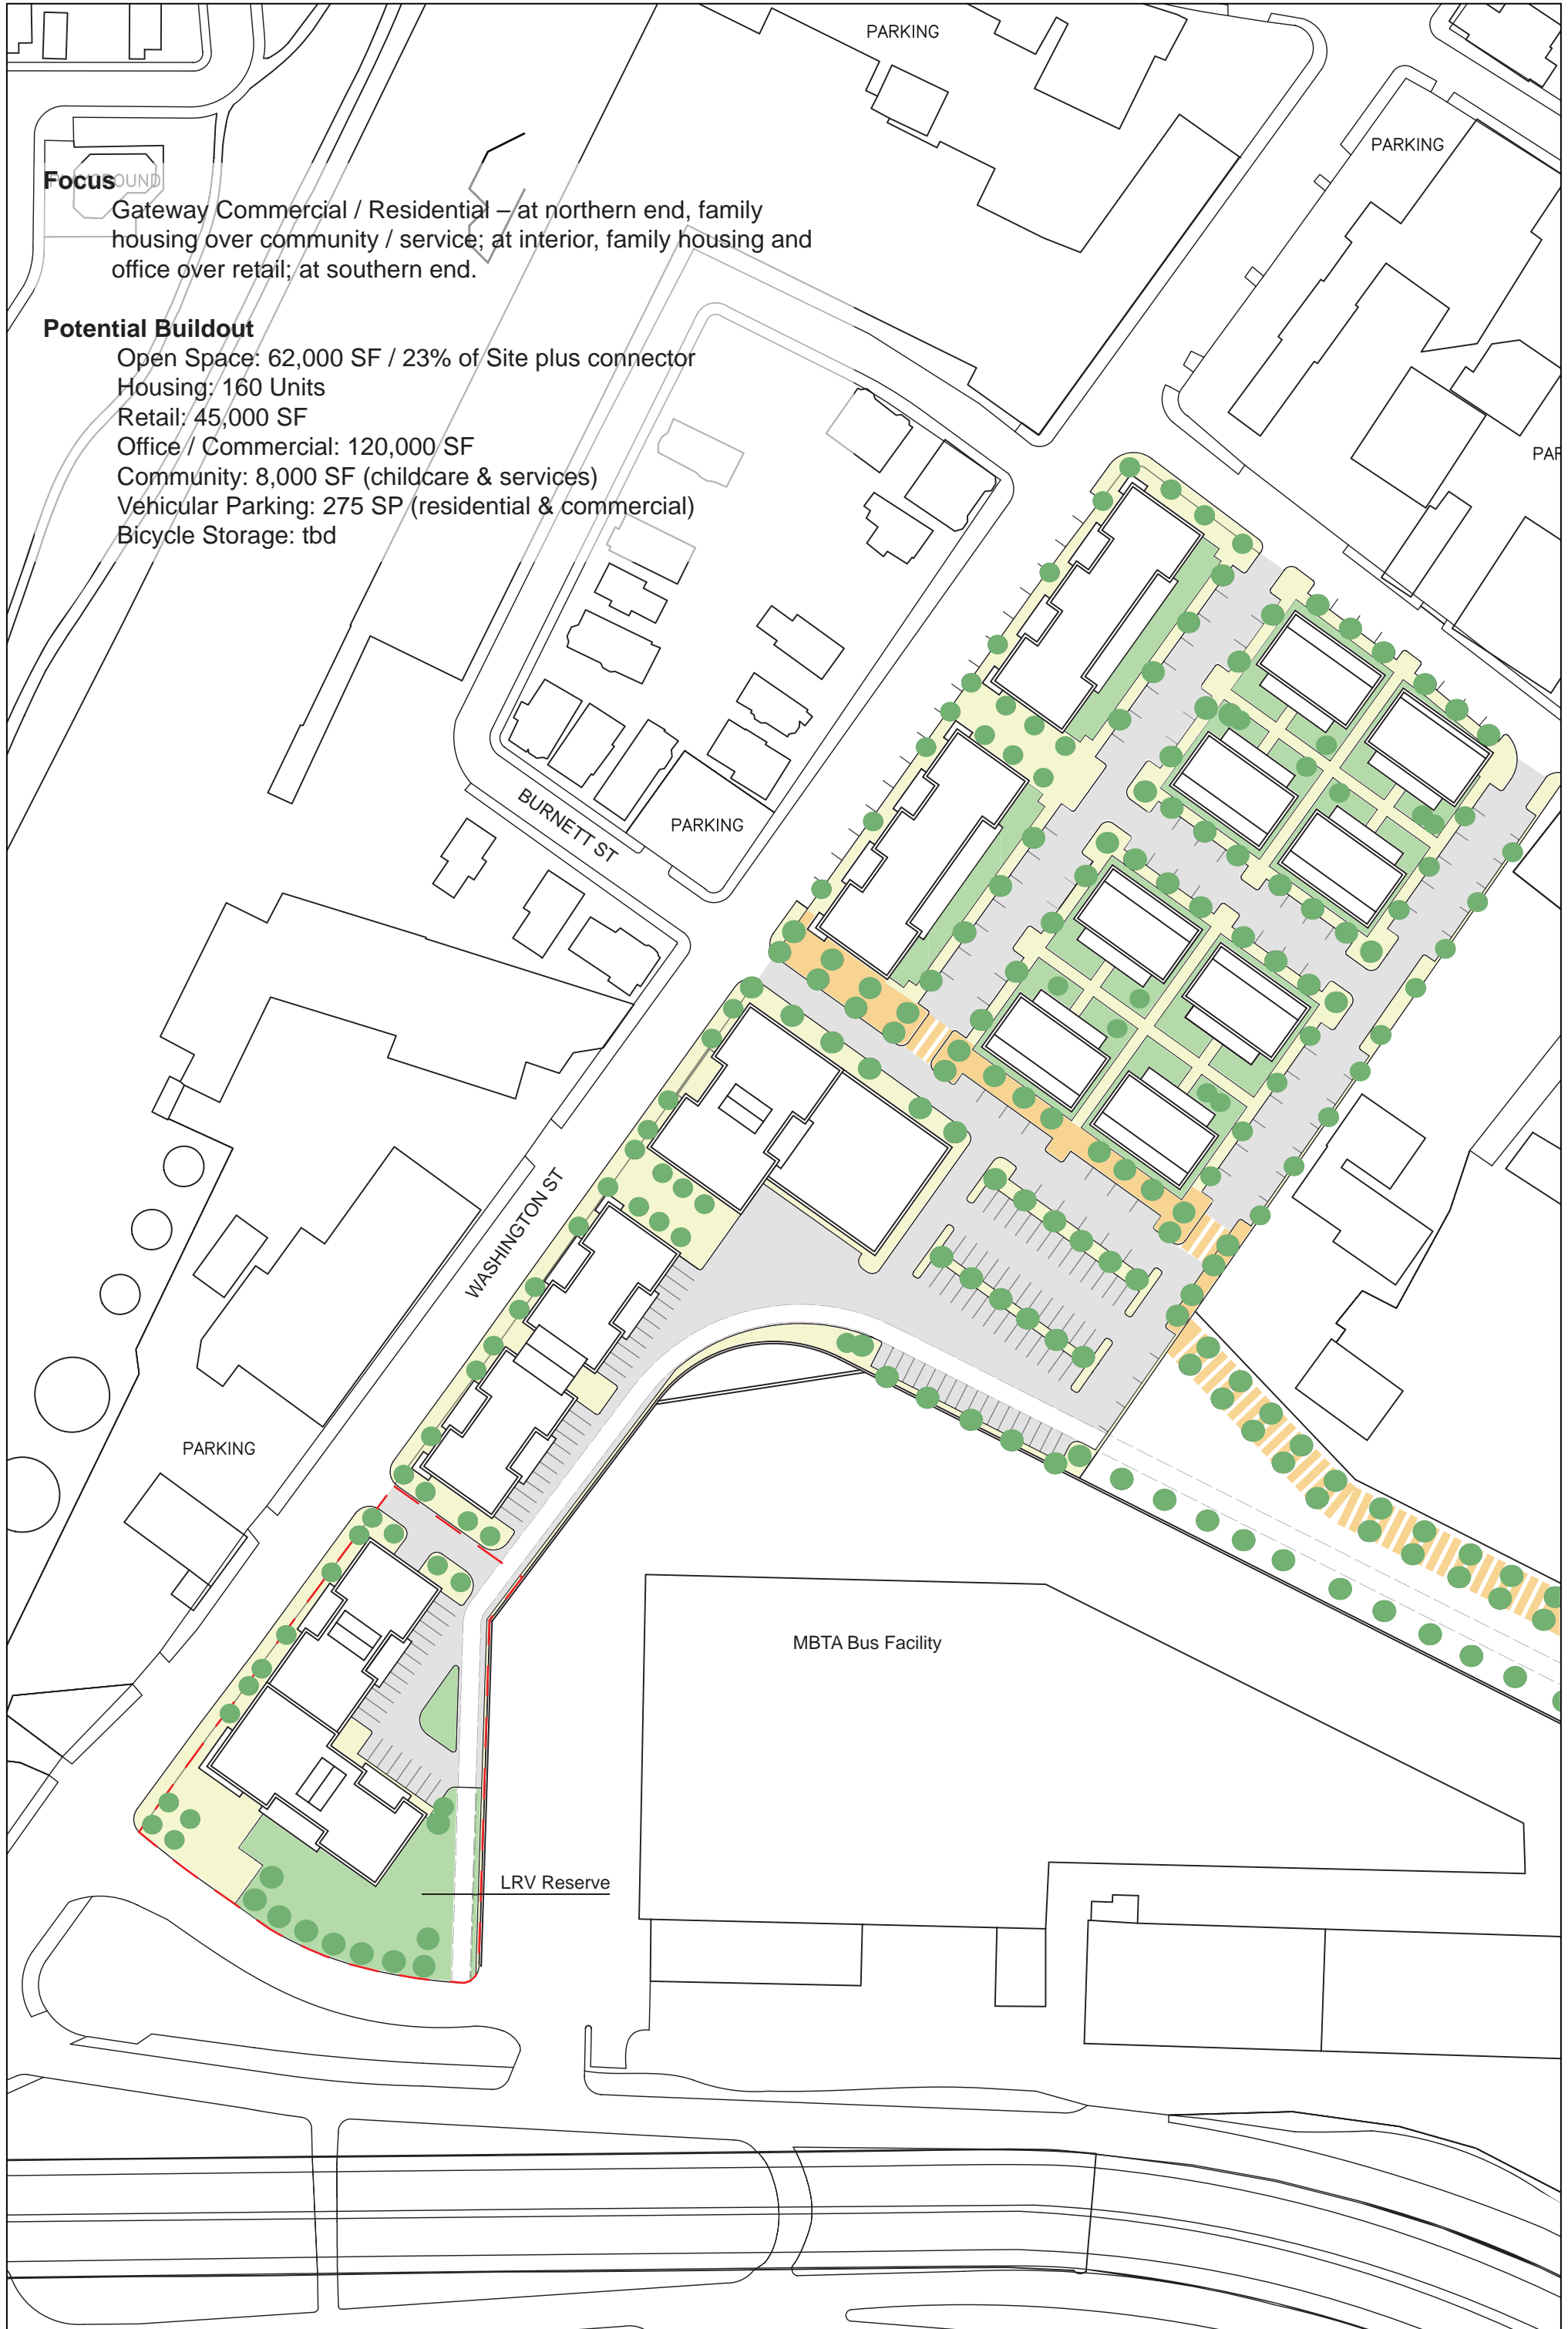 PARKING
PARKING
PLAYGROUND
Focus
Gateway Commercial / Residential – at northern end, family
housing over community / service; at interior, family housing and
office over retail; at southern end.
Potential Buildout
Open Space: 62,000 SF / 23% of Site plus connector
Housing: 160 Units
Retail: 45,000 SF
Office / Commercial: 120,000 SF
Community: 8,000 SF (childcare & services)
Vehicular Parking: 275 SP (residential & commercial)
Bicycle Storage: tbd
PAR
BURNETT ST
PARKING
WASHINGTON ST
PARKING
MBTA Bus Facility
LRV Reserve